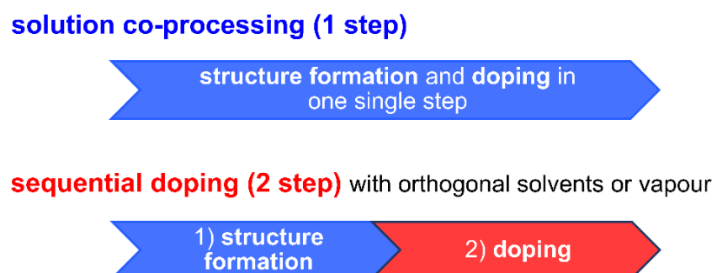 solution co-processing (1 step)
structure formation and doping in
one single step
sequential doping (2 step) with orthogonal solvents or vapour
1) structure
formation
2) doping